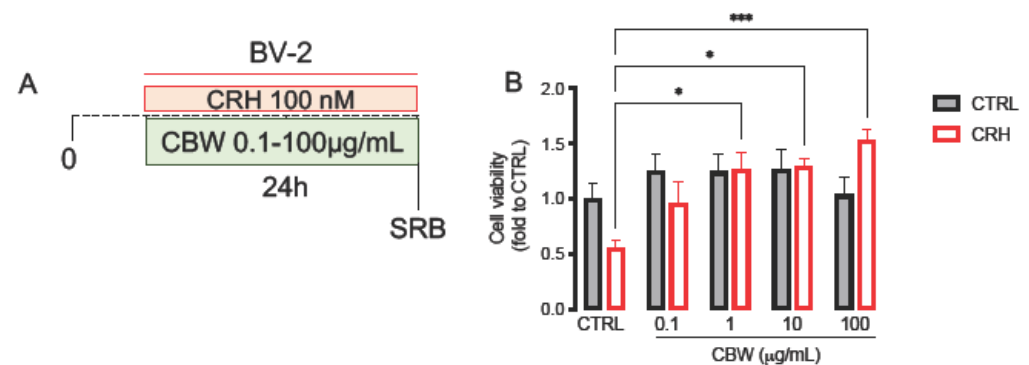 A
BV-2
CRH 100 nM
CBW 0.1-100μg/mL
0
24h
SRB
B
***
*
*
2.0
1.5
1.0
0.5
0.0
Cell viability
(fold to CTRL)
CTRL 0.1 1 10 100
CBW (μg/mL)
CTRL
CRH